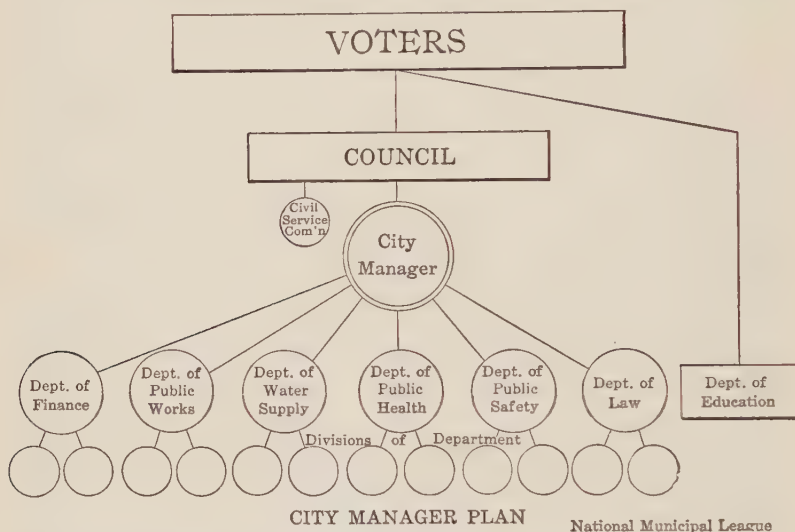 VOTERS
COUNCIL
Civil
Service
Com'n
City
Manager
Dept. of
Finance
Dept. of
Public
Works
Dept. of
Water
Supply
Dept. of
Public
Health
Dept. of
Public
Safety
Dept. of
Law
Dept. of
Education
Divisions of Department
CITY MANAGER PLAN
National Municipal League